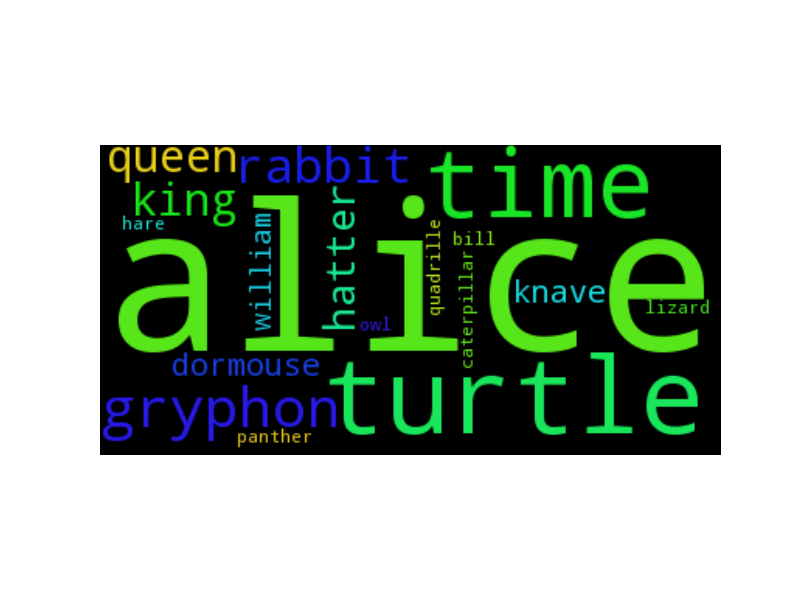 queen
rabbit
time
king
hare
alice
william
hatter
bill
quadrille
caterpillar
knave
lizard
owl
dormouse
turtle
gryphon
panther